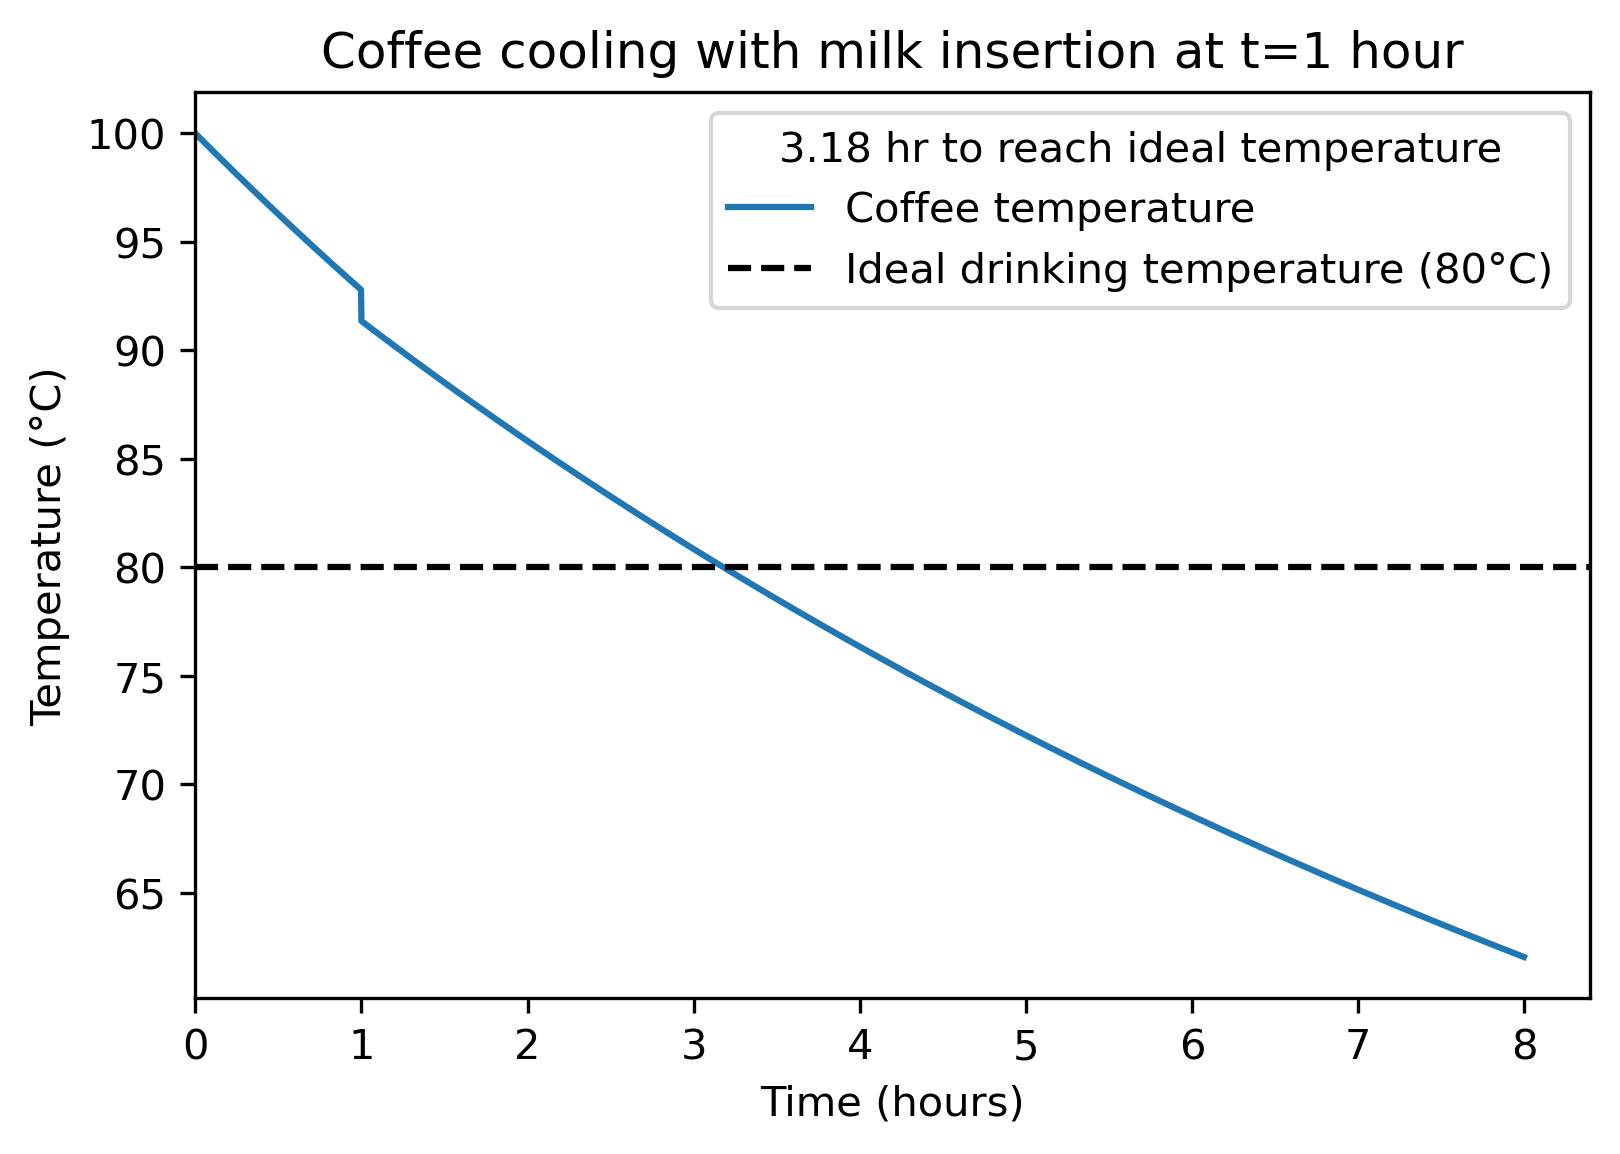 Coffee cooling with milk insertion at t=1 hour
3.18 hr to reach ideal temperature
Coffee temperature
Ideal drinking temperature (80°C)
Temperature (°C)
100
95
90
85
80
75
70
65
0 1 2 3 4 5 6 7 8
Time (hours)